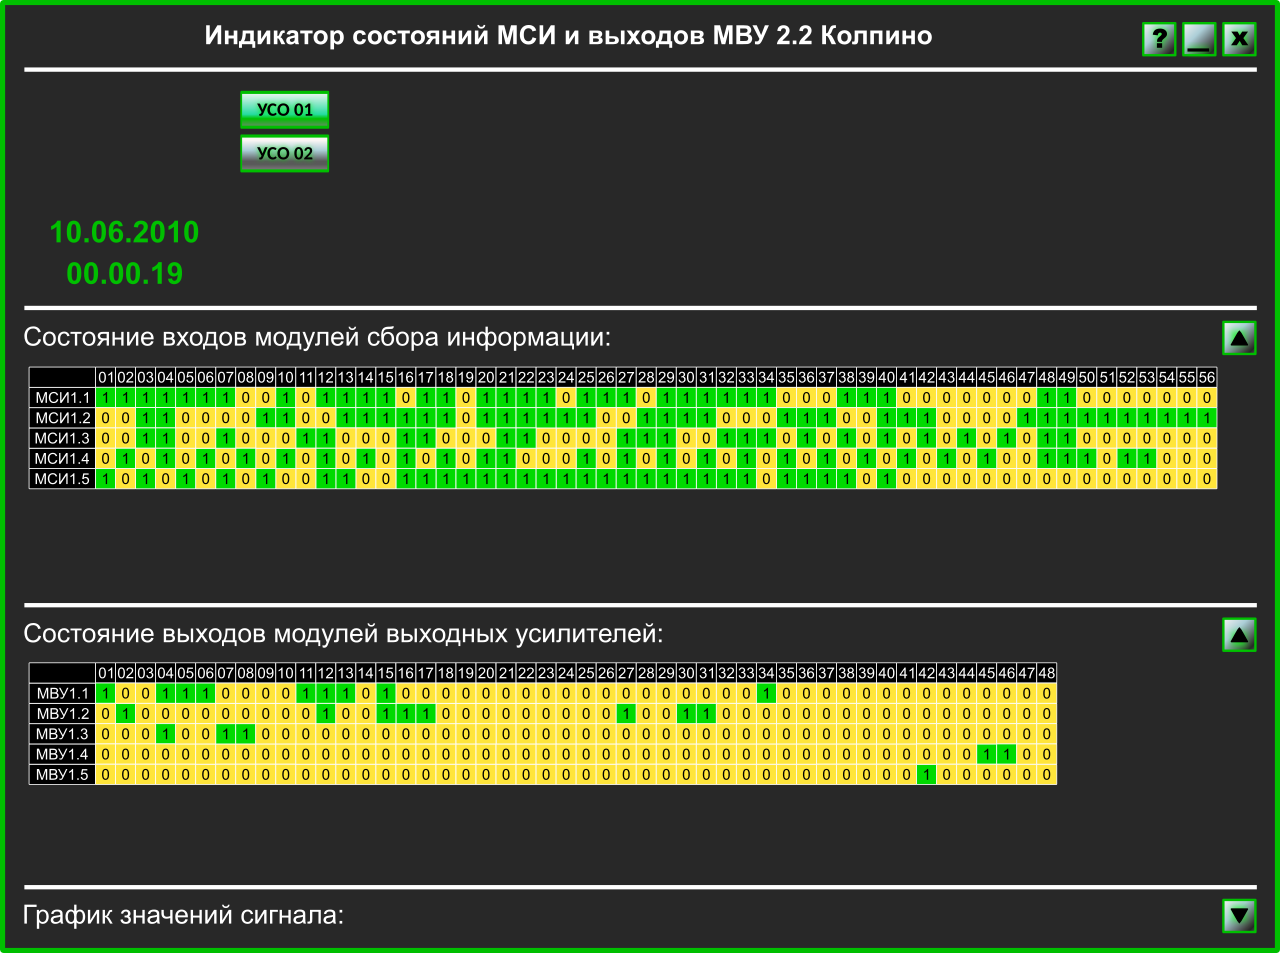 Индикатор состояний МСИ и выходов МВУ 2.2 Колпино
? _ x
УСО 01
УСО 02
10.06.2010
00.00.19
Состояние входов модулей сбора информации:
01 02 03 04 05 06 07 08 09 10 11 12 13 14 15 16 17 18 19 20 21 22 23 24 25 26 27 28 29 30 31 32 33 34 35 36 37 38 39 40 41 42 43 44 45 46 47 48 49 50 51 52 53 54 55 56
МСИ1.1 1 1 1 1 1 1 1 0 0 1 0 1 1 1 1 0 1 1 0 1 1 1 1 0 1 1 1 0 1 1 1 1 1 1 0 0 0 1 1 1 0 0 0 0 0 0 0 1 1 0 0 0 0 0 0 0
МСИ1.2 0 0 1 1 0 0 0 0 1 1 0 0 1 1 1 1 1 1 0 1 1 1 1 1 1 0 0 1 1 1 1 0 0 0 1 1 1 0 0 1 1 1 0 0 0 0 1 1 1 1 1 1 1 1 1 1
МСИ1.3 0 0 1 1 0 0 1 0 0 0 1 1 0 0 0 1 1 0 0 0 1 1 0 0 0 0 1 1 1 0 0 1 1 1 0 1 0 1 0 1 0 1 0 1 0 1 0 1 1 0 0 0 0 0 0 0
МСИ1.4 0 1 0 1 0 1 0 1 0 1 0 1 0 1 0 1 0 1 0 1 1 0 0 0 1 0 1 0 1 0 1 0 1 0 1 0 1 0 1 0 1 0 1 0 1 0 0 1 1 1 0 1 1 0 0 0
МСИ1.5 1 0 1 0 1 0 1 0 1 0 0 1 1 0 0 1 1 1 1 1 1 1 1 1 1 1 1 1 1 1 1 1 1 0 1 1 1 1 0 1 0 0 0 0 0 0 0 0 0 0 0 0 0 0 0 0
Состояние выходов модулей выходных усилителей:
01 02 03 04 05 06 07 08 09 10 11 12 13 14 15 16 17 18 19 20 21 22 23 24 25 26 27 28 29 30 31 32 33 34 35 36 37 38 39 40 41 42 43 44 45 46 47 48
МВУ1.1 1 0 0 1 1 1 0 0 0 0 1 1 1 0 1 0 0 0 0 0 0 0 0 0 0 0 0 0 0 0 0 0 0 1 0 0 0 0 0 0 0 0 0 0 0 0 0 0
МВУ1.2 0 1 0 0 0 0 0 0 0 0 0 1 0 0 1 1 1 0 0 0 0 0 0 0 0 0 1 0 0 1 1 0 0 0 0 0 0 0 0 0 0 0 0 0 0 0 0 0
МВУ1.3 0 0 0 1 0 0 1 1 0 0 0 0 0 0 0 0 0 0 0 0 0 0 0 0 0 0 0 0 0 0 0 0 0 0 0 0 0 0 0 0 0 0 0 0 0 0 0 0
МВУ1.4 0 0 0 0 0 0 0 0 0 0 0 0 0 0 0 0 0 0 0 0 0 0 0 0 0 0 0 0 0 0 0 0 0 0 0 0 0 0 0 0 0 0 0 0 1 1 0 0
МВУ1.5 0 0 0 0 0 0 0 0 0 0 0 0 0 0 0 0 0 0 0 0 0 0 0 0 0 0 0 0 0 0 0 0 0 0 0 0 0 0 0 0 0 1 0 0 0 0 0 0
График значений сигнала: